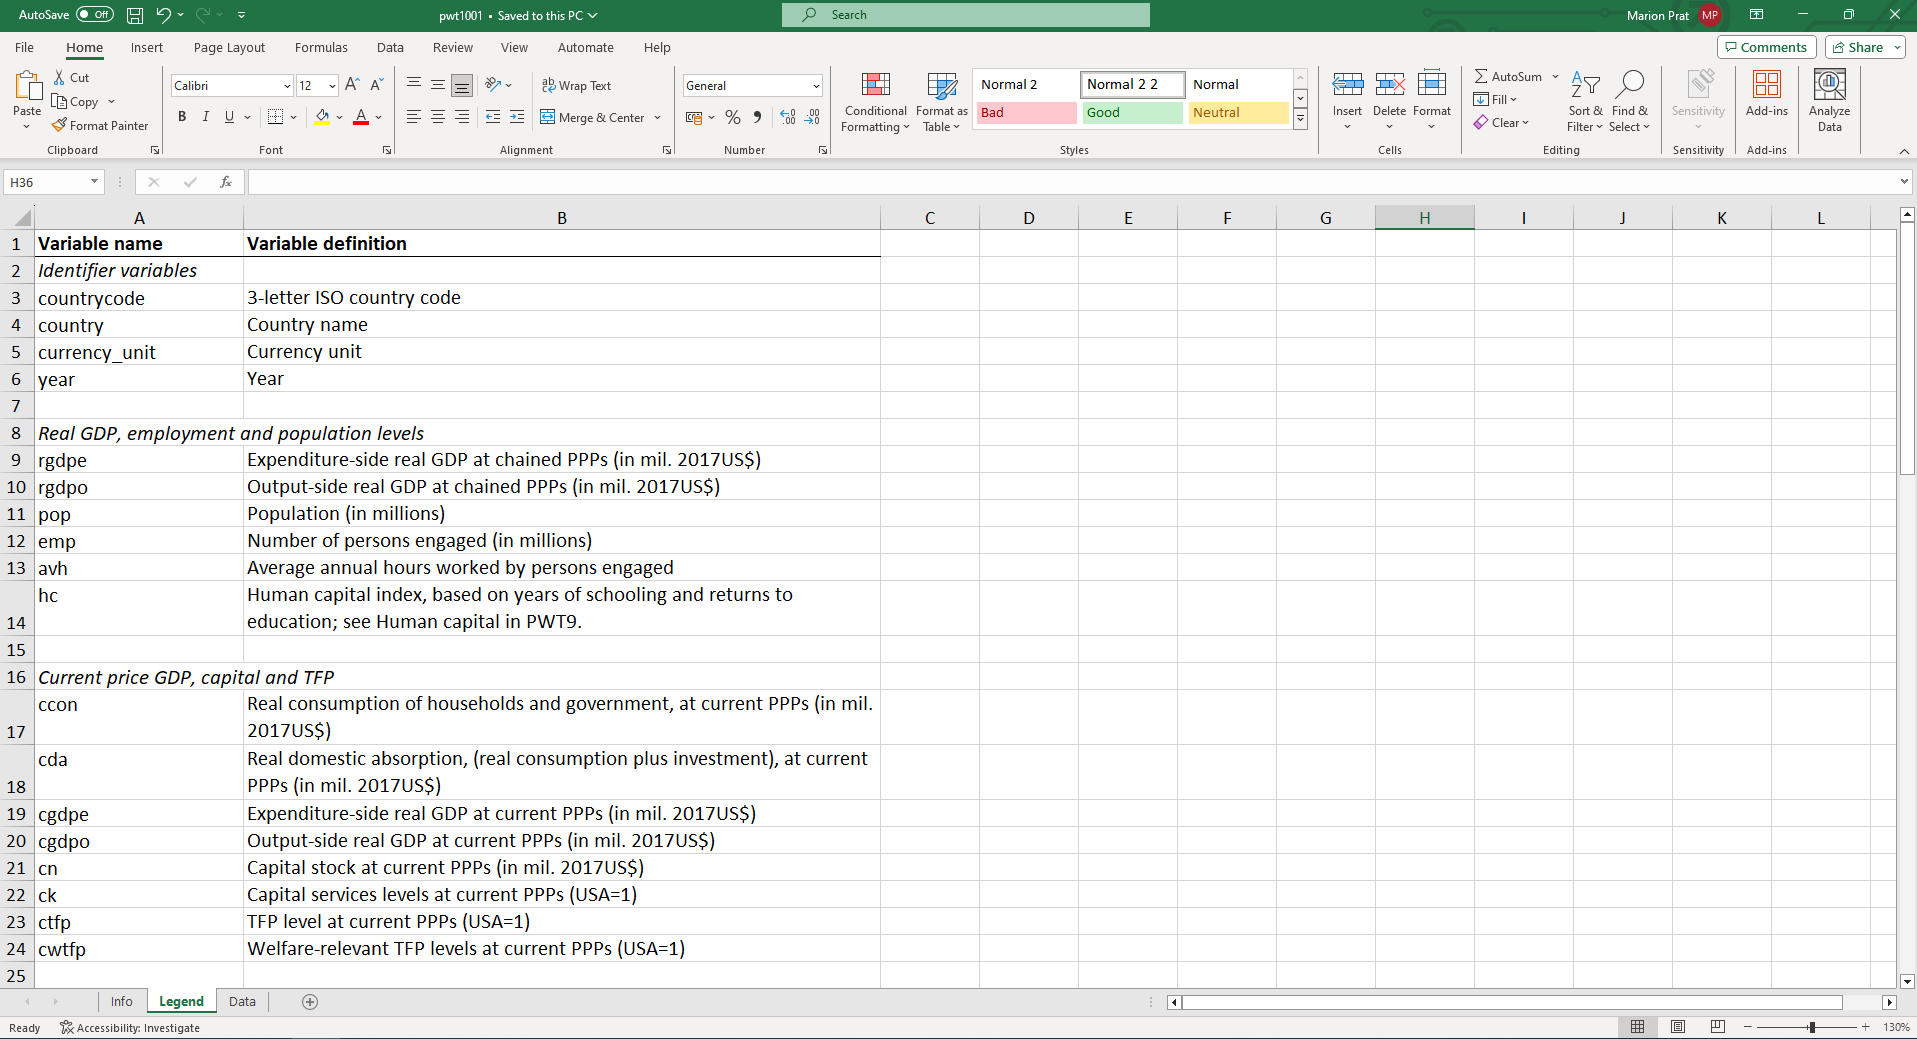 AutoSave Off pwt1001 • Saved to this PC Search Marion Prat MP
File Home Insert Page Layout Formulas Data Review View Automate Help Comments Share
Paste Cut Copy Format Painter Clipboard
Calibri 12 A A B I U A Font
ab Wrap Text Merge & Center Alignment
General % Number
Conditional Formatting Format as Table
Normal 2 Normal 2 2 Normal
Bad Good Neutral
Styles
Insert Delete Format Cells
AutoSum Fill Clear Sort & Filter Find & Select Editing
Sensitivity Sensitivity
Add-ins Add-ins
Analyze Data
H36 fx
A B C D E F G H I J K L
1 Variable name Variable definition
2 Identifier variables
3 countrycode 3-letter ISO country code
4 country Country name
5 currency_unit Currency unit
6 year Year
7
8 Real GDP, employment and population levels
9 rgdpe Expenditure-side real GDP at chained PPPs (in mil. 2017US$)
10 rgdpo Output-side real GDP at chained PPPs (in mil. 2017US$)
11 pop Population (in millions)
12 emp Number of persons engaged (in millions)
13 avh Average annual hours worked by persons engaged
hc Human capital index, based on years of schooling and returns to
14 education; see Human capital in PWT9.
15
16 Current price GDP, capital and TFP
ccon Real consumption of households and government, at current PPPs (in mil.
17 2017US$)
cda Real domestic absorption, (real consumption plus investment), at current
18 PPPs (in mil. 2017US$)
19 cgdpe Expenditure-side real GDP at current PPPs (in mil. 2017US$)
20 cgdpo Output-side real GDP at current PPPs (in mil. 2017US$)
21 cn Capital stock at current PPPs (in mil. 2017US$)
22 ck Capital services levels at current PPPs (USA=1)
23 ctfp TFP level at current PPPs (USA=1)
24 cwtfp Welfare-relevant TFP levels at current PPPs (USA=1)
25
Info Legend Data
Ready Accessibility: Investigate 130%